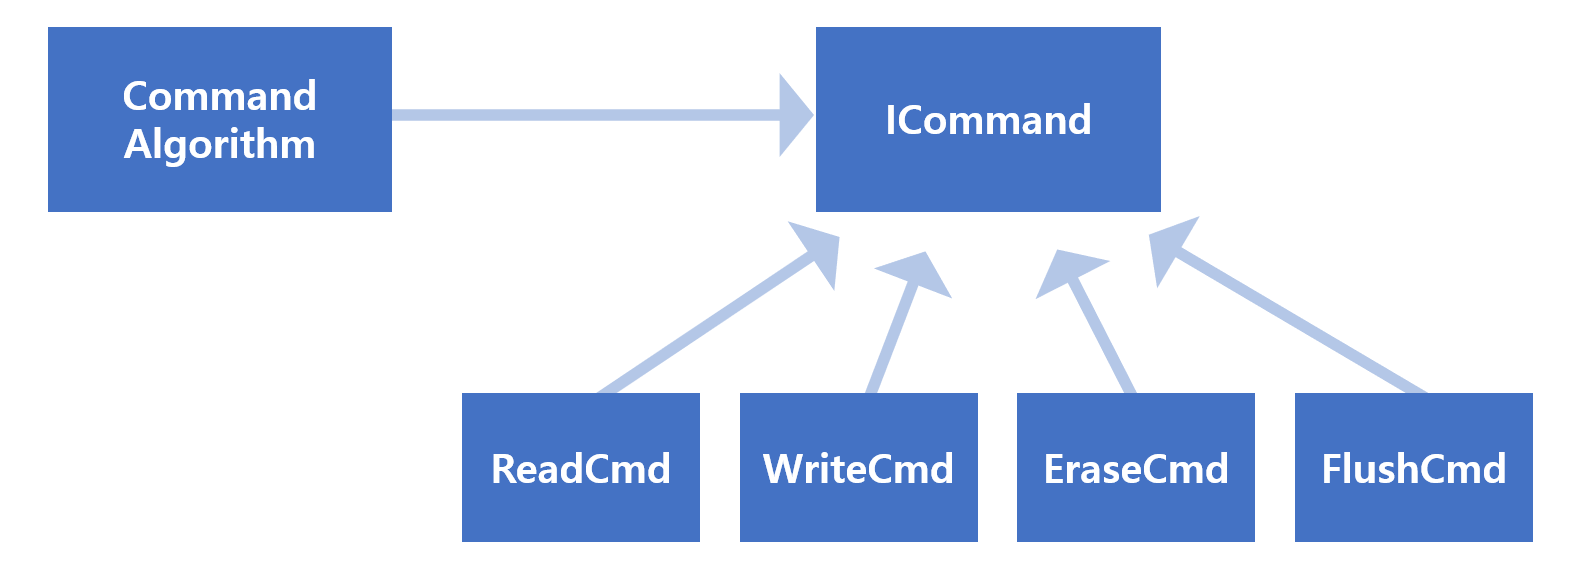 Command
Algorithm
ICommand
ReadCmd
WriteCmd
EraseCmd
FlushCmd